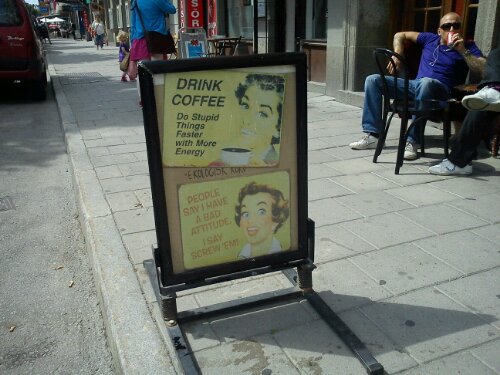 DRINK
COFFEE
Do Stupid
Things
Faster
with More
Energy
PEOPLE
SAY I HAVE
A BAD
ATTITUDE.
I SAY
SCREW 'EM!